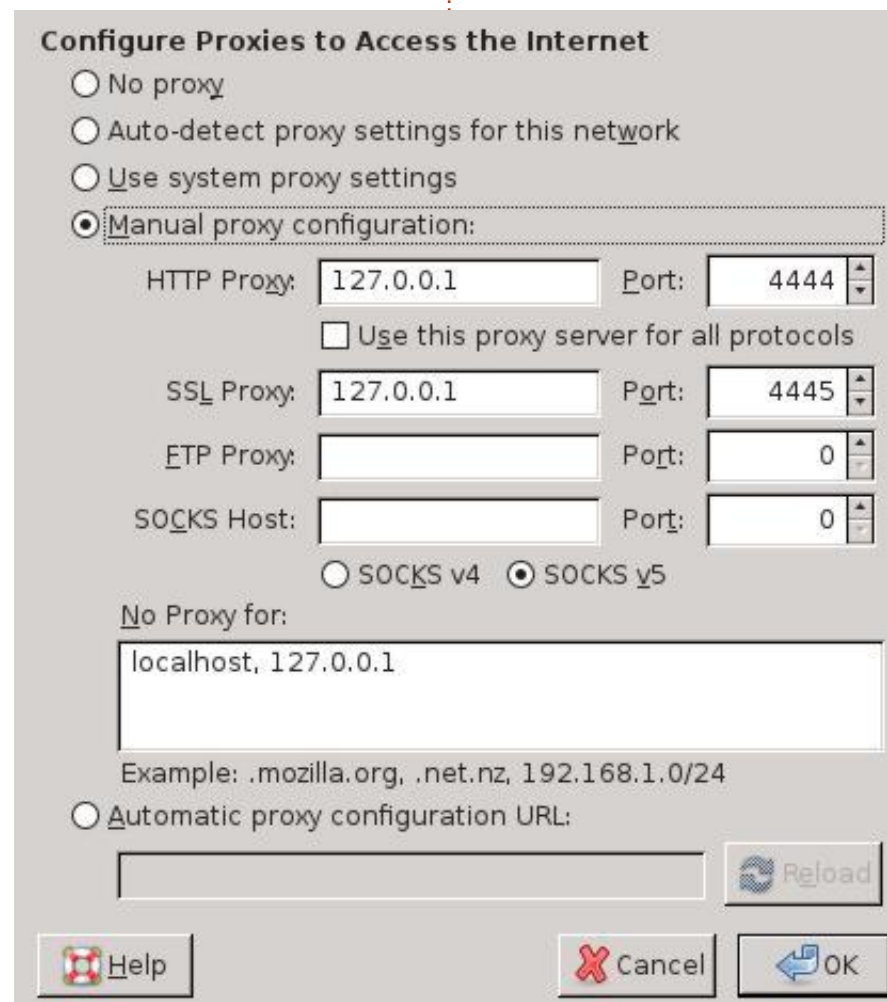 Configure Proxies to Access the Internet
No proxy
Auto-detect proxy settings for this network
Use system proxy settings
Manual proxy configuration:
HTTP Proxy: 127.0.0.1 Port: 4444
Use this proxy server for all protocols
SSL Proxy: 127.0.0.1 Port: 4445
FTP Proxy: Port: 0
SOCKS Host: Port: 0
SOCKS v4 SOCKS v5
No Proxy for:
localhost, 127.0.0.1
Example: .mozilla.org, .net.nz, 192.168.1.0/24
Automatic proxy configuration URL:
Reload
Help Cancel OK